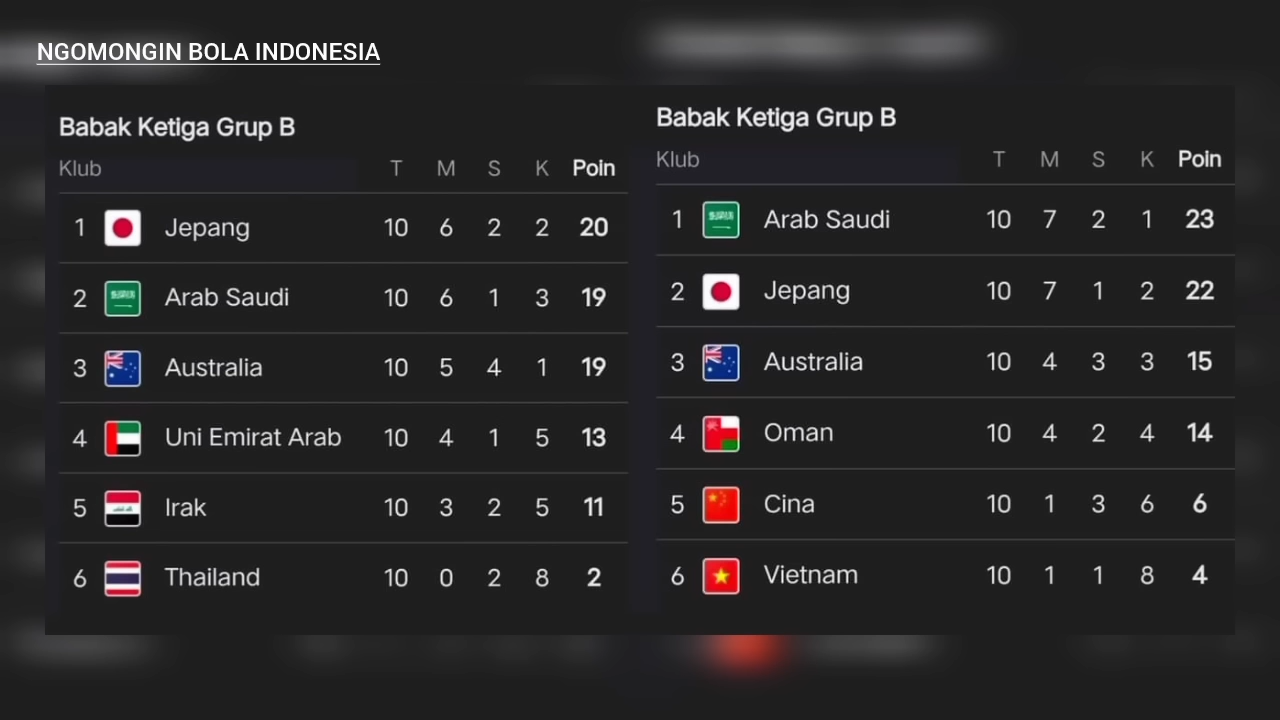 NGOMONGIN BOLA INDONESIA
Babak Ketiga Grup B
Klub T M S K Poin
1 Jepang 10 6 2 2 20
2 Arab Saudi 10 6 1 3 19
3 Australia 10 5 4 1 19
4 Uni Emirat Arab 10 4 1 5 13
5 Irak 10 3 2 5 11
6 Thailand 10 0 2 8 2
Babak Ketiga Grup B
Klub T M S K Poin
1 Arab Saudi 10 7 2 1 23
2 Jepang 10 7 1 2 22
3 Australia 10 4 3 3 15
4 Oman 10 4 2 4 14
5 Cina 10 1 3 6 6
6 Vietnam 10 1 1 8 4